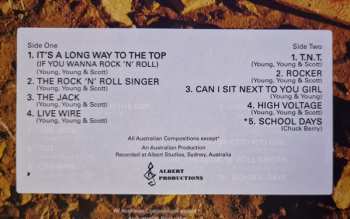 Side One
1. IT'S A LONG WAY TO THE TOP
(IF YOU WANNA ROCK 'N' ROLL)
(Young, Young & Scott)
2. THE ROCK 'N' ROLL SINGER
(Young, Young & Scott)
3. THE JACK
(Young, Young & Scott)
4. LIVE WIRE
(Young, Young & Scott)
Side Two
1. T.N.T.
(Young, Young & Scott)
2. ROCKER
(Young, Young & Scott)
3. CAN I SIT NEXT TO YOU GIRL
(Young & Young)
4. HIGH VOLTAGE
(Young, Young & Scott)
*5. SCHOOL DAYS
(Chuck Berry)
All Australian Compositions except*
An Australian Production
Recorded at Albert Studios, Sydney, Australia
ALBERT
PRODUCTIONS